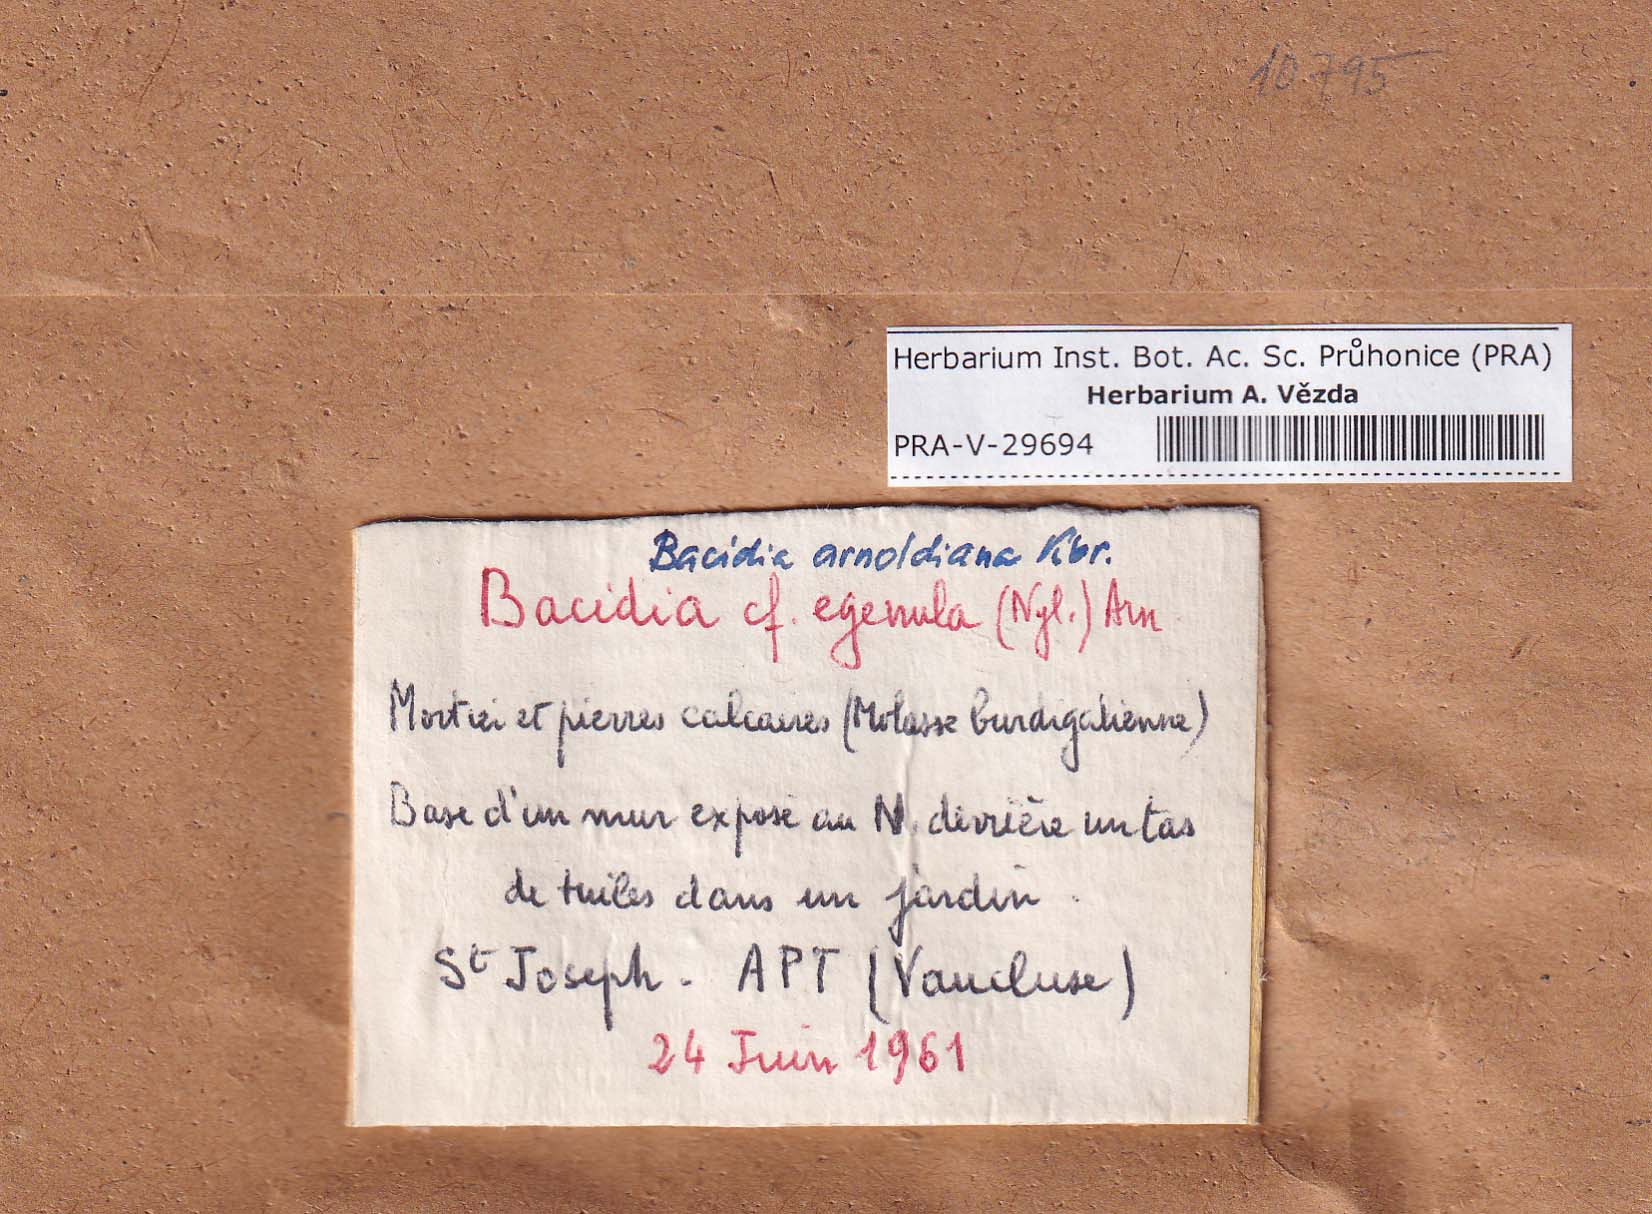 10795
Herbarium Inst. Bot. Ac. Sc. Průhonice (PRA)
Herbarium A. Vězda
PRA-V-29694
Bacidia arnoldiana Kbr.
Bacidia cf. egenula (Nyl.) Arn
Mortier et pierres calcaires (Molasse burdigalienne)
Base d'un mur exposé au N. derrière un tas
de tuiles dans un jardin.
St Joseph - APT (Vaucluse)
24 Juin 1961